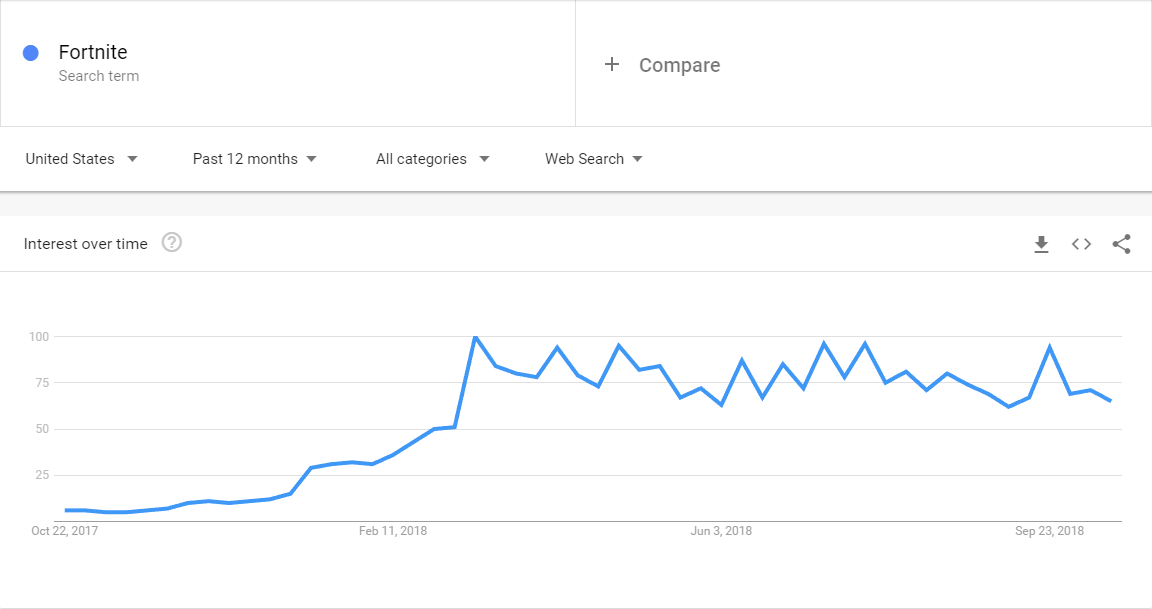 Fortnite
Search term
+ Compare
United States
Past 12 months
All categories
Web Search
Interest over time ?
100
75
50
25
Oct 22, 2017
Feb 11, 2018
Jun 3, 2018
Sep 23, 2018